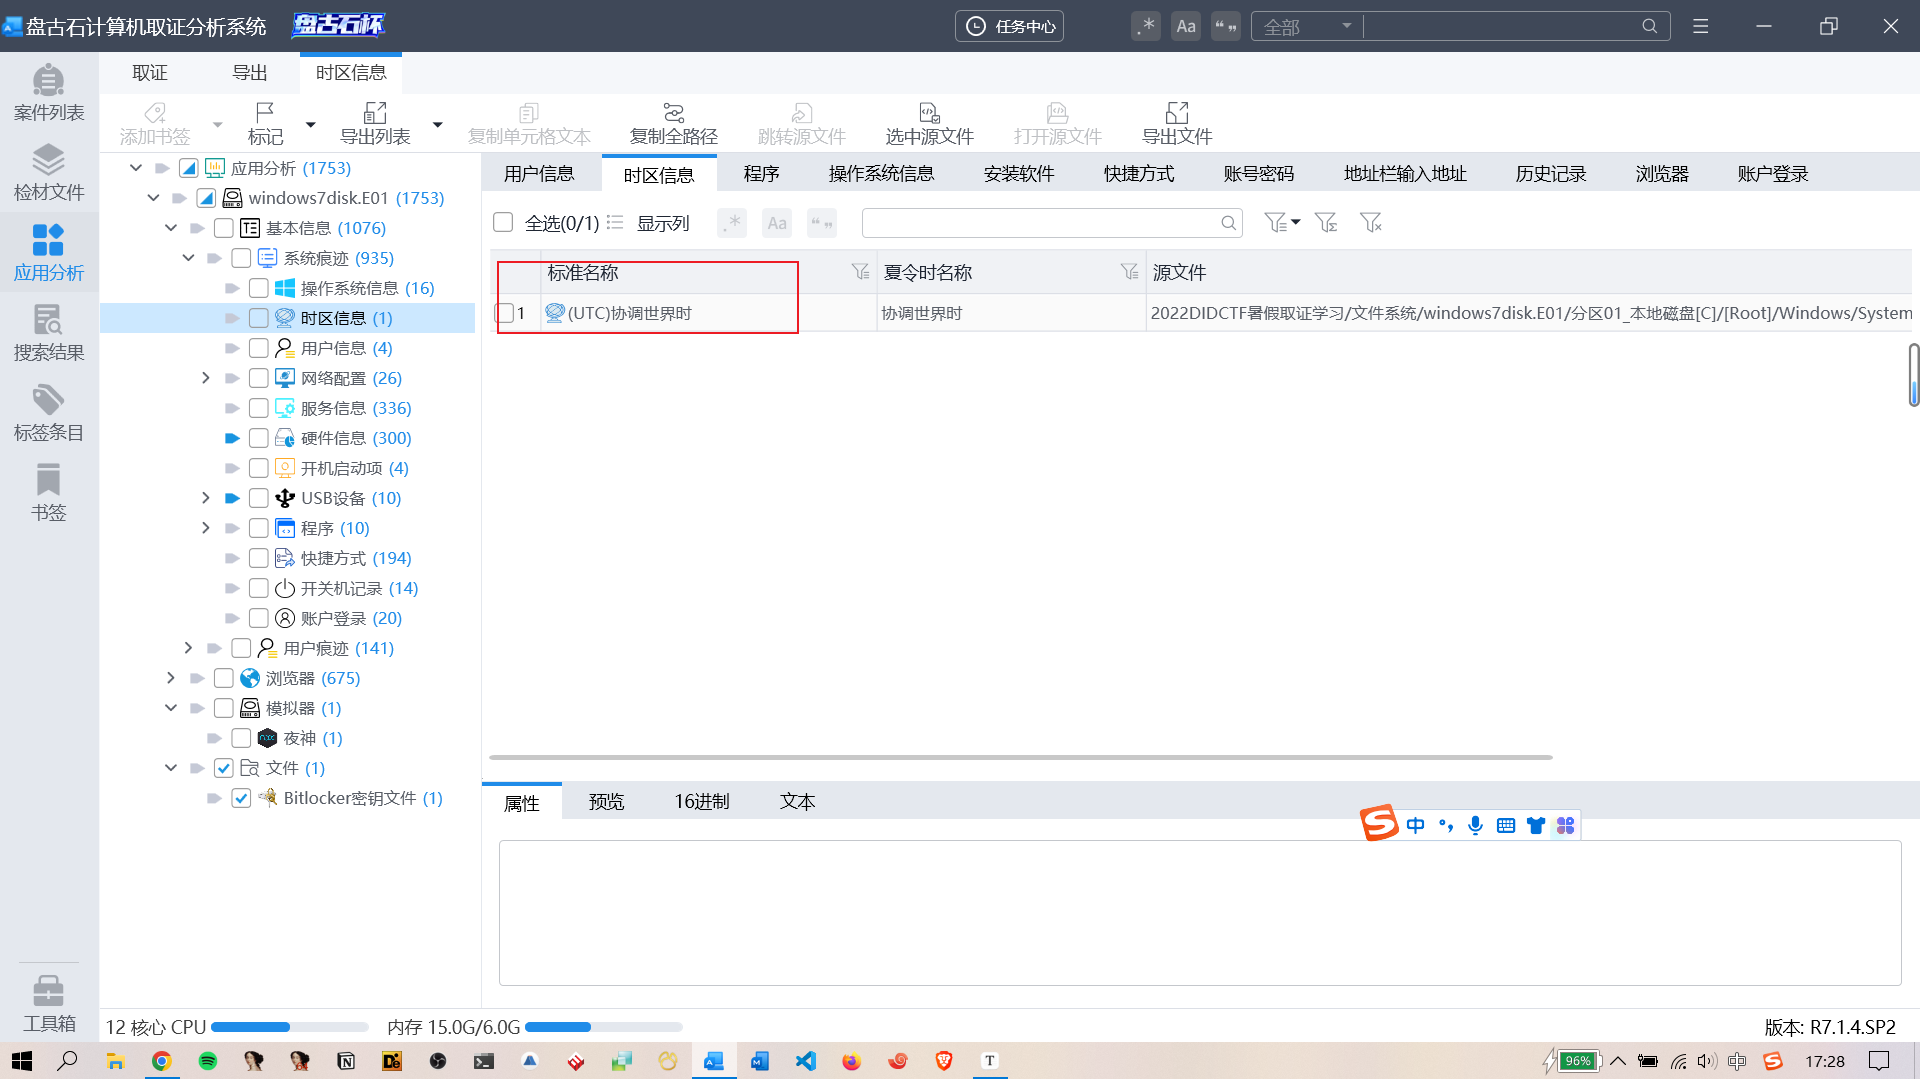 盘古石计算机取证分析系统
盘古石杯
任务中心
.*
Aa
全部
案件列表
检材文件
应用分析
搜索结果
标签条目
书签
工具箱
取证
导出
时区信息
添加书签
标记
导出列表
复制单元格文本
复制全路径
跳转源文件
选中源文件
打开源文件
导出文件
应用分析 (1753)
windows7disk.E01 (1753)
基本信息 (1076)
系统痕迹 (935)
操作系统信息 (16)
时区信息 (1)
用户信息 (4)
网络配置 (26)
服务信息 (336)
硬件信息 (300)
开机启动项 (4)
USB设备 (10)
程序 (10)
快捷方式 (194)
开关机记录 (14)
账户登录 (20)
用户痕迹 (141)
浏览器 (675)
模拟器 (1)
夜神 (1)
文件 (1)
Bitlocker密钥文件 (1)
用户信息
时区信息
程序
操作系统信息
安装软件
快捷方式
账号密码
地址栏输入地址
历史记录
浏览器
账户登录
全选(0/1)
显示列
.*
Aa
标准名称
夏令时名称
源文件
1
(UTC)协调世界时
协调世界时
2022DIDCTF暑假取证学习/文件系统/windows7disk.E01/分区01_本地磁盘[C]/[Root]/Windows/System
属性
预览
16进制
文本
中
12 核心 CPU
内存 15.0G/6.0G
版本: R7.1.4.SP2
96%
中
17:28